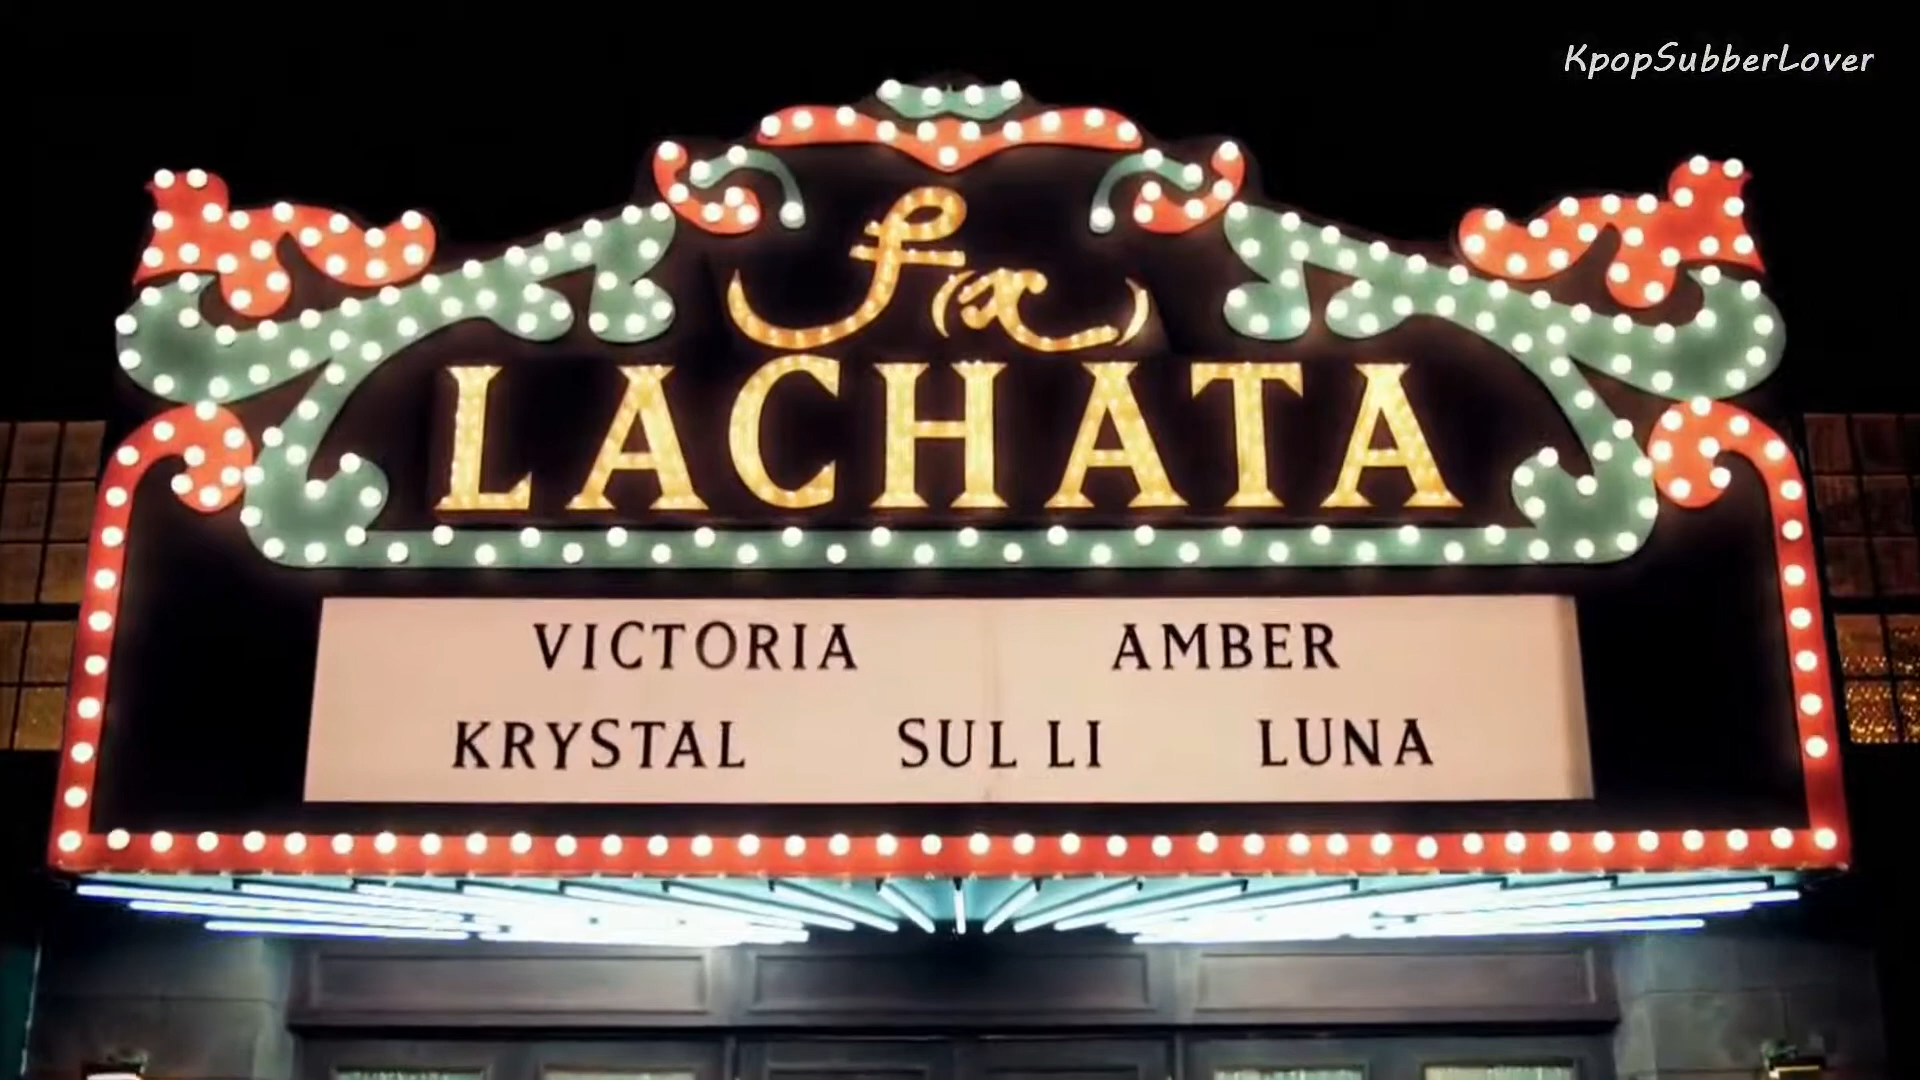 KpopSubberLover
f(x)
LACHATA
VICTORIA AMBER
KRYSTAL SUL LI LUNA